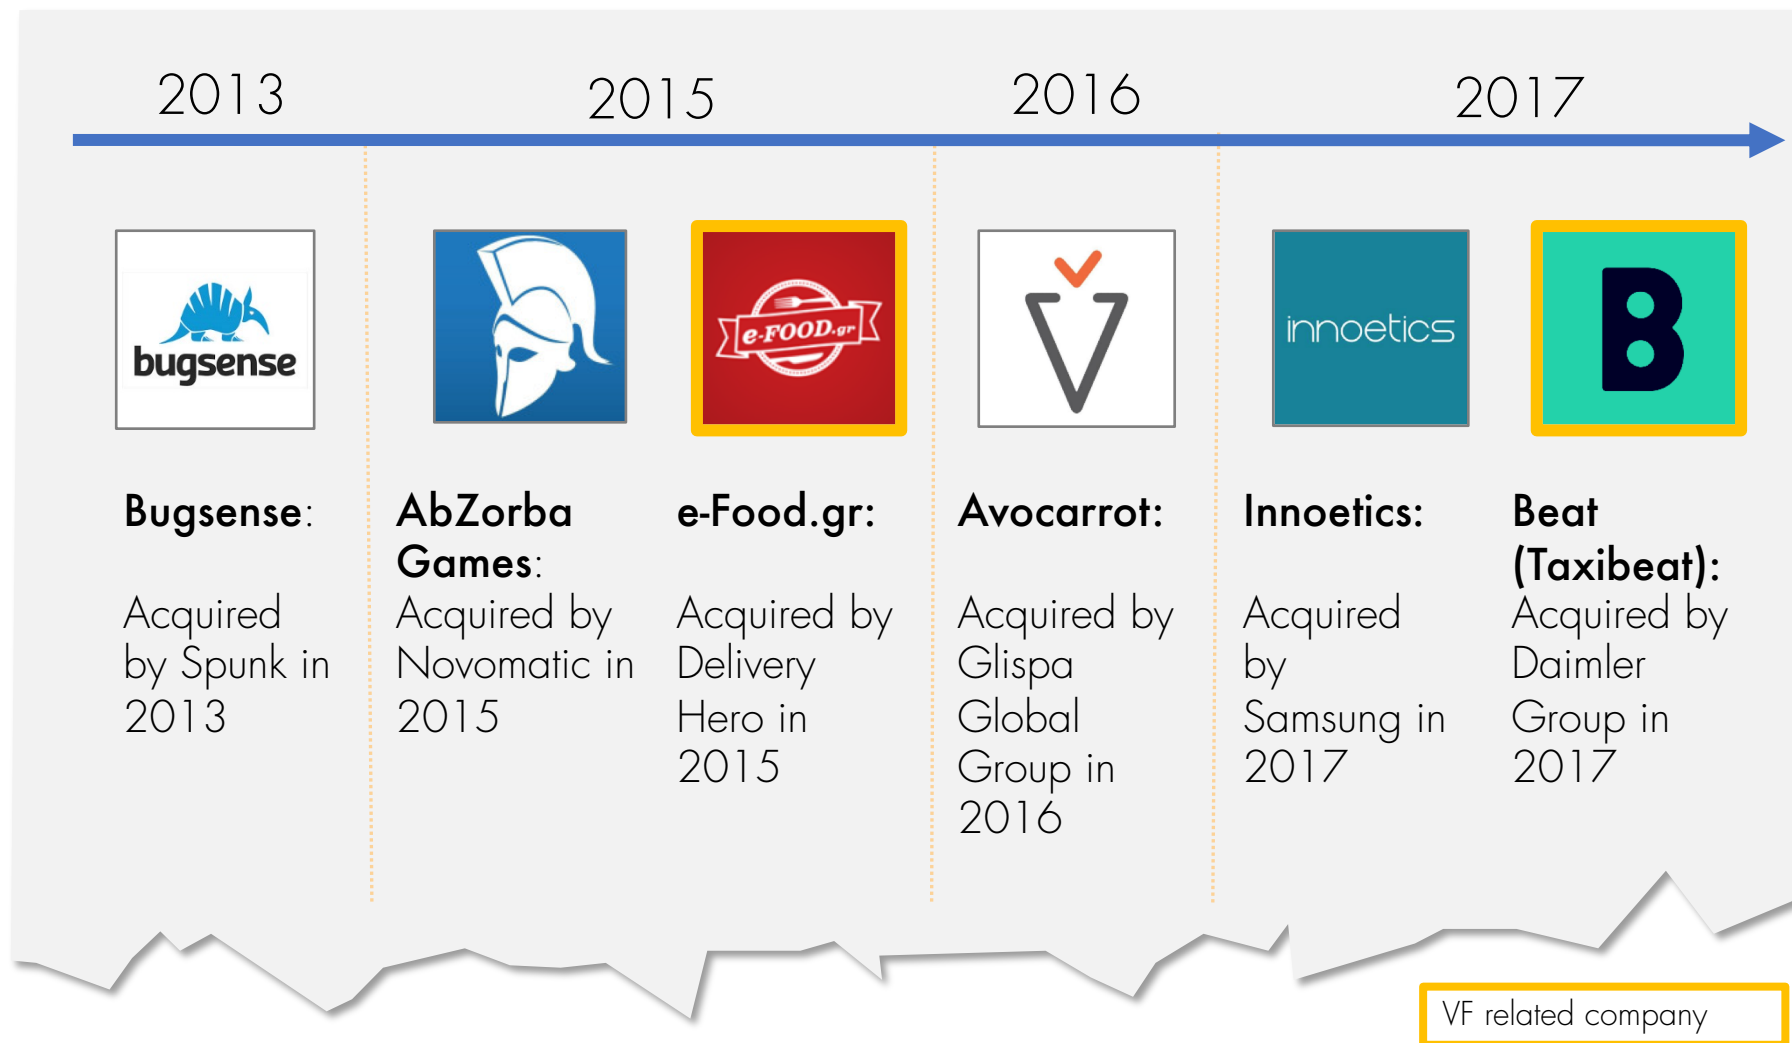 2013
2015
2016
2017
bugsense
e-FOOD.gr
innoetics
Bugsense:
Acquired
by Spunk in
2013
AbZorba
Games:
Acquired by
Novomatic in
2015
e-Food.gr:
Acquired by
Delivery
Hero in
2015
Avocarrot:
Acquired by
Glispa
Global
Group in
2016
Innoetics:
Acquired
by
Samsung in
2017
Beat
(Taxibeat):
Acquired by
Daimler
Group in
2017
B
VF related company